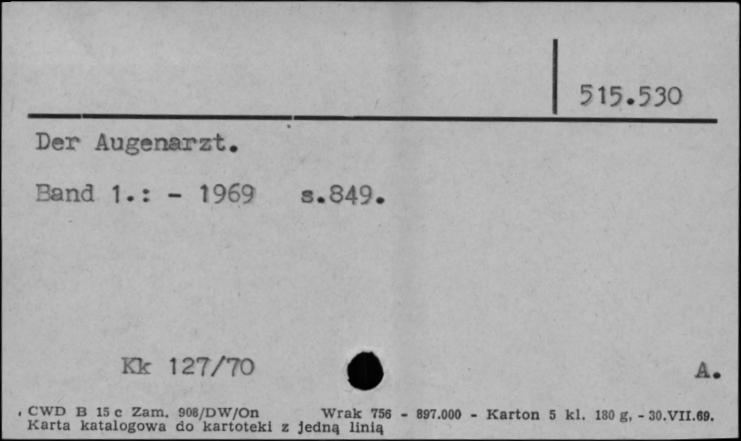 515.530
Der Augenarzt.
Band 1.: - 1969 s.849.
Kk 127/70 A.
CWD B 15 c Zam. 908/DW/On Wrak 756 - 897.000 - Karton 5 kl. 180 g. - 30.VII.69.
Karta katalogowa do kartoteki z jedną linią